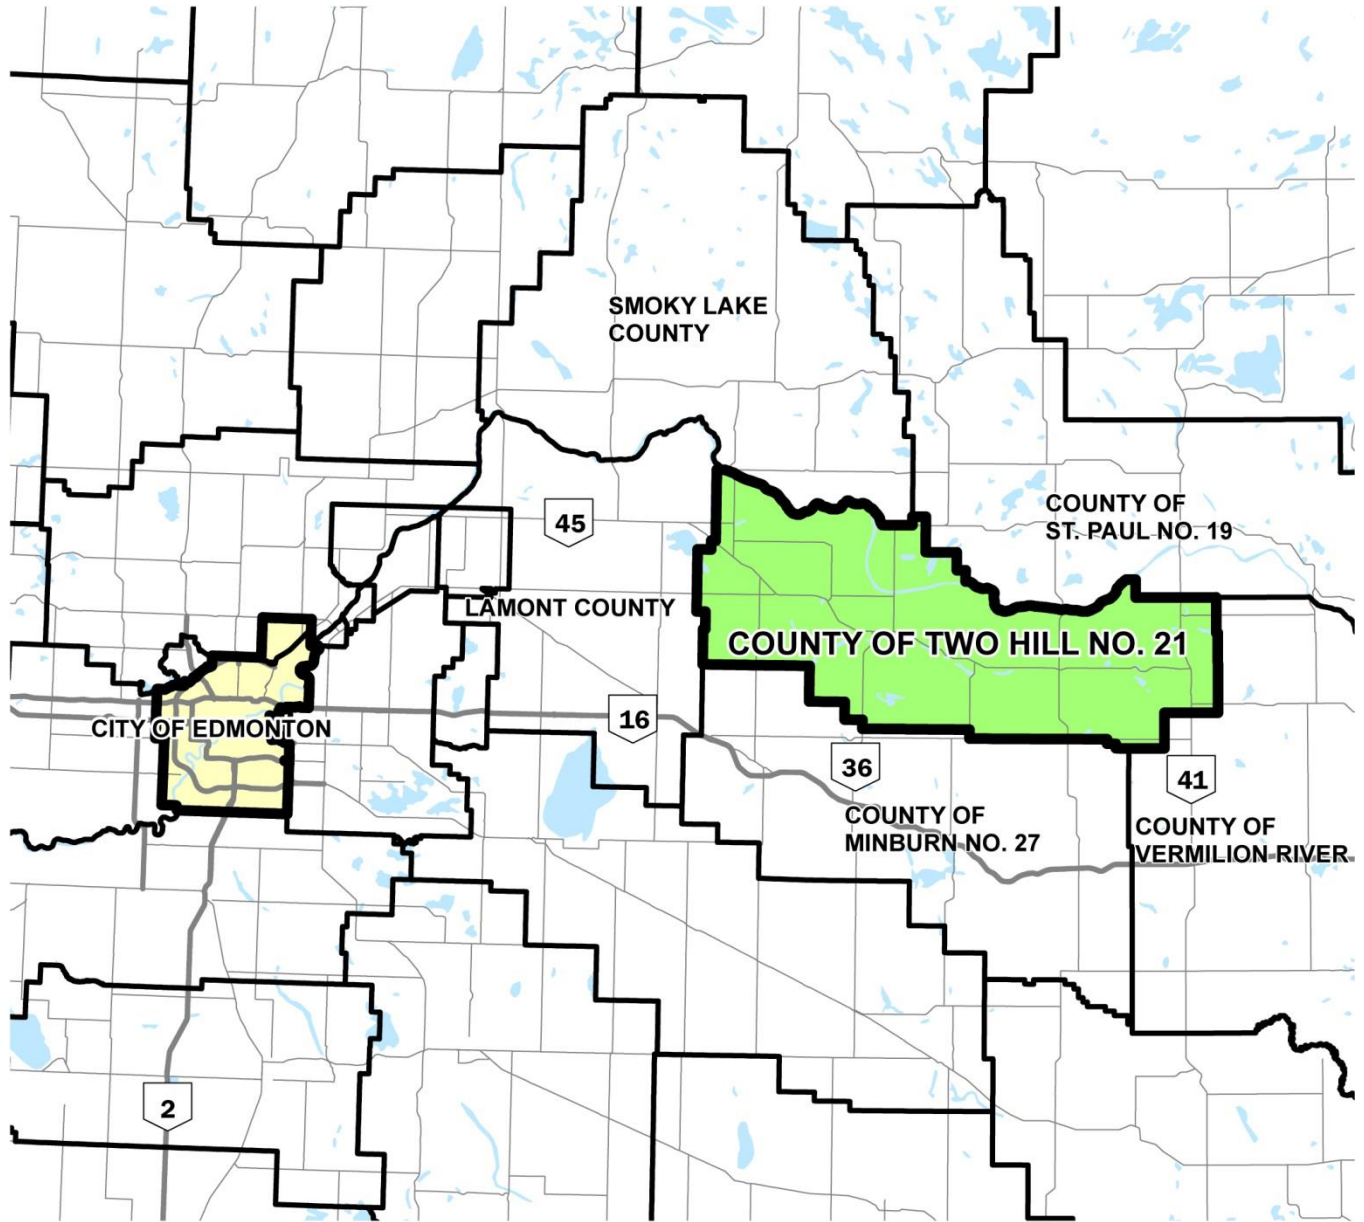 SMOKY LAKE
COUNTY
COUNTY OF
ST. PAUL NO. 19
45
LAMONT COUNTY
COUNTY OF TWO HILL NO. 21
CITY OF EDMONTON
16
36
41
COUNTY OF
MINBURN NO. 27
COUNTY OF
VERMILION RIVER
2